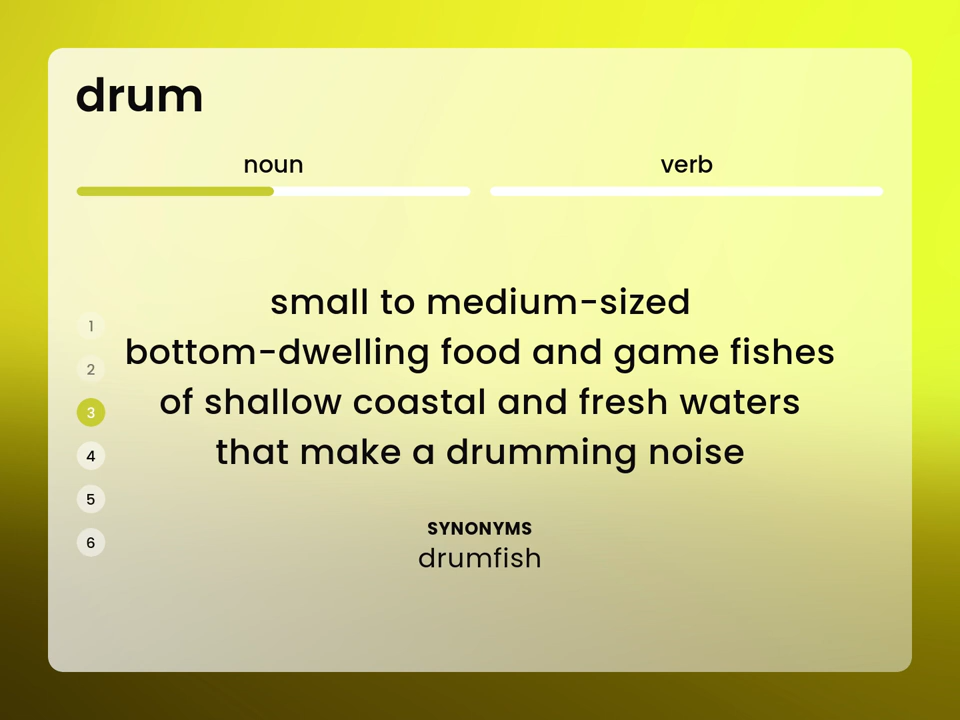 drum
noun
verb
small to medium-sized
bottom-dwelling food and game fishes
of shallow coastal and fresh waters
that make a drumming noise
1
2
3
4
5
6
SYNONYMS
drumfish